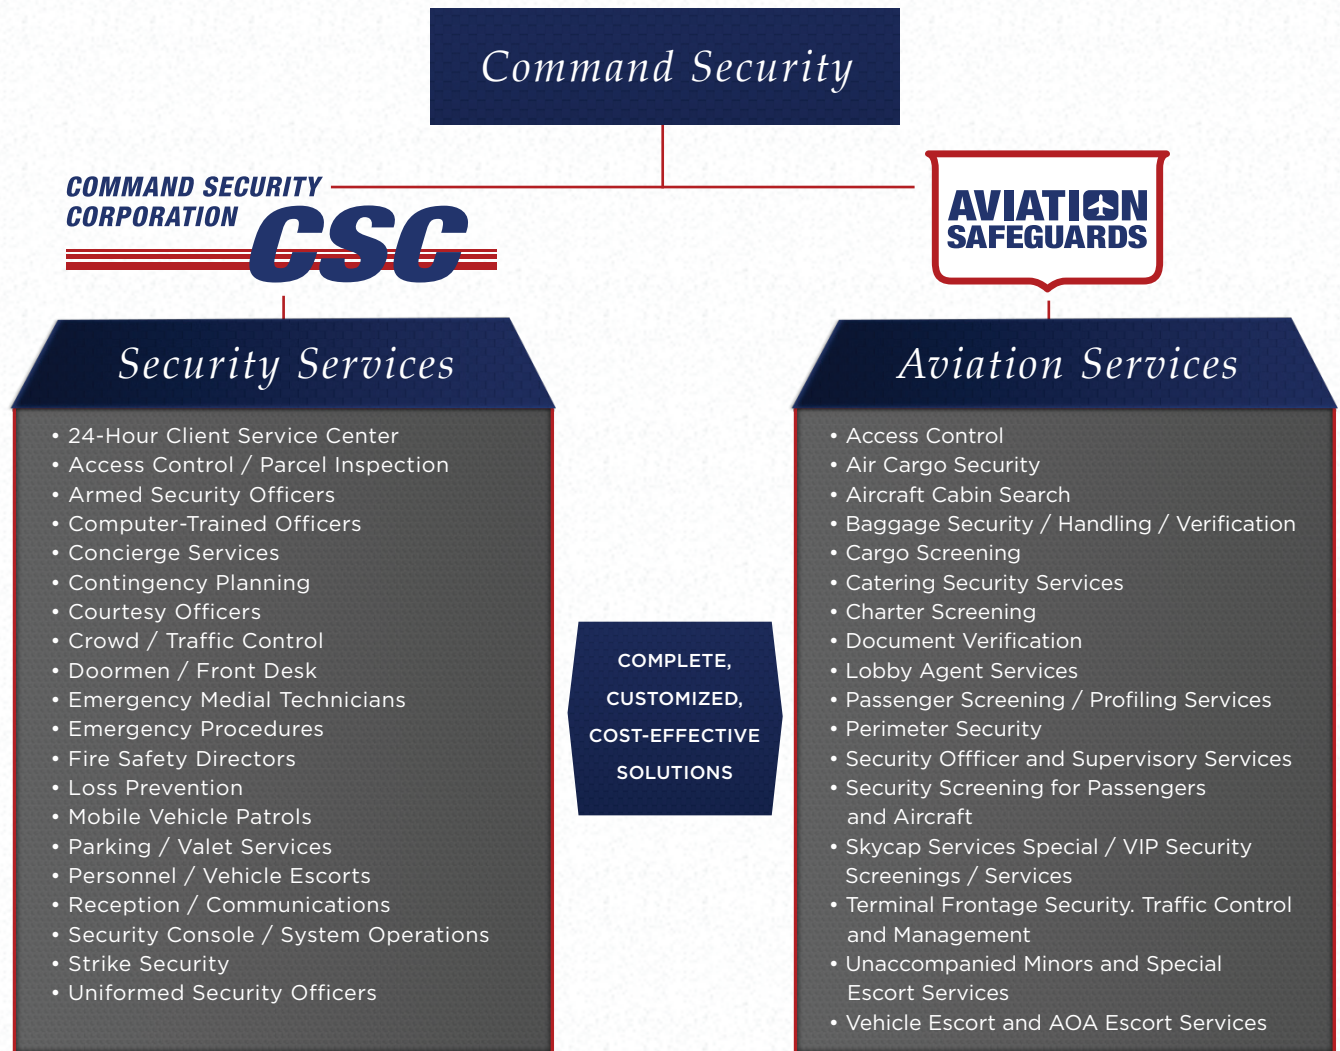 Command Security
COMMAND SECURITY
CORPORATION
CSC
AVIATION
SAFEGUARDS
Security Services
• 24-Hour Client Service Center
• Access Control / Parcel Inspection
• Armed Security Officers
• Computer-Trained Officers
• Concierge Services
• Contingency Planning
• Courtesy Officers
• Crowd / Traffic Control
• Doormen / Front Desk
• Emergency Medial Technicians
• Emergency Procedures
• Fire Safety Directors
• Loss Prevention
• Mobile Vehicle Patrols
• Parking / Valet Services
• Personnel / Vehicle Escorts
• Reception / Communications
• Security Console / System Operations
• Strike Security
• Uniformed Security Officers
COMPLETE,
CUSTOMIZED,
COST-EFFECTIVE
SOLUTIONS
Aviation Services
• Access Control
• Air Cargo Security
• Aircraft Cabin Search
• Baggage Security / Handling / Verification
• Cargo Screening
• Catering Security Services
• Charter Screening
• Document Verification
• Lobby Agent Services
• Passenger Screening / Profiling Services
• Perimeter Security
• Security Offficer and Supervisory Services
• Security Screening for Passengers
and Aircraft
• Skycap Services Special / VIP Security
Screenings / Services
• Terminal Frontage Security. Traffic Control
and Management
• Unaccompanied Minors and Special
Escort Services
• Vehicle Escort and AOA Escort Services